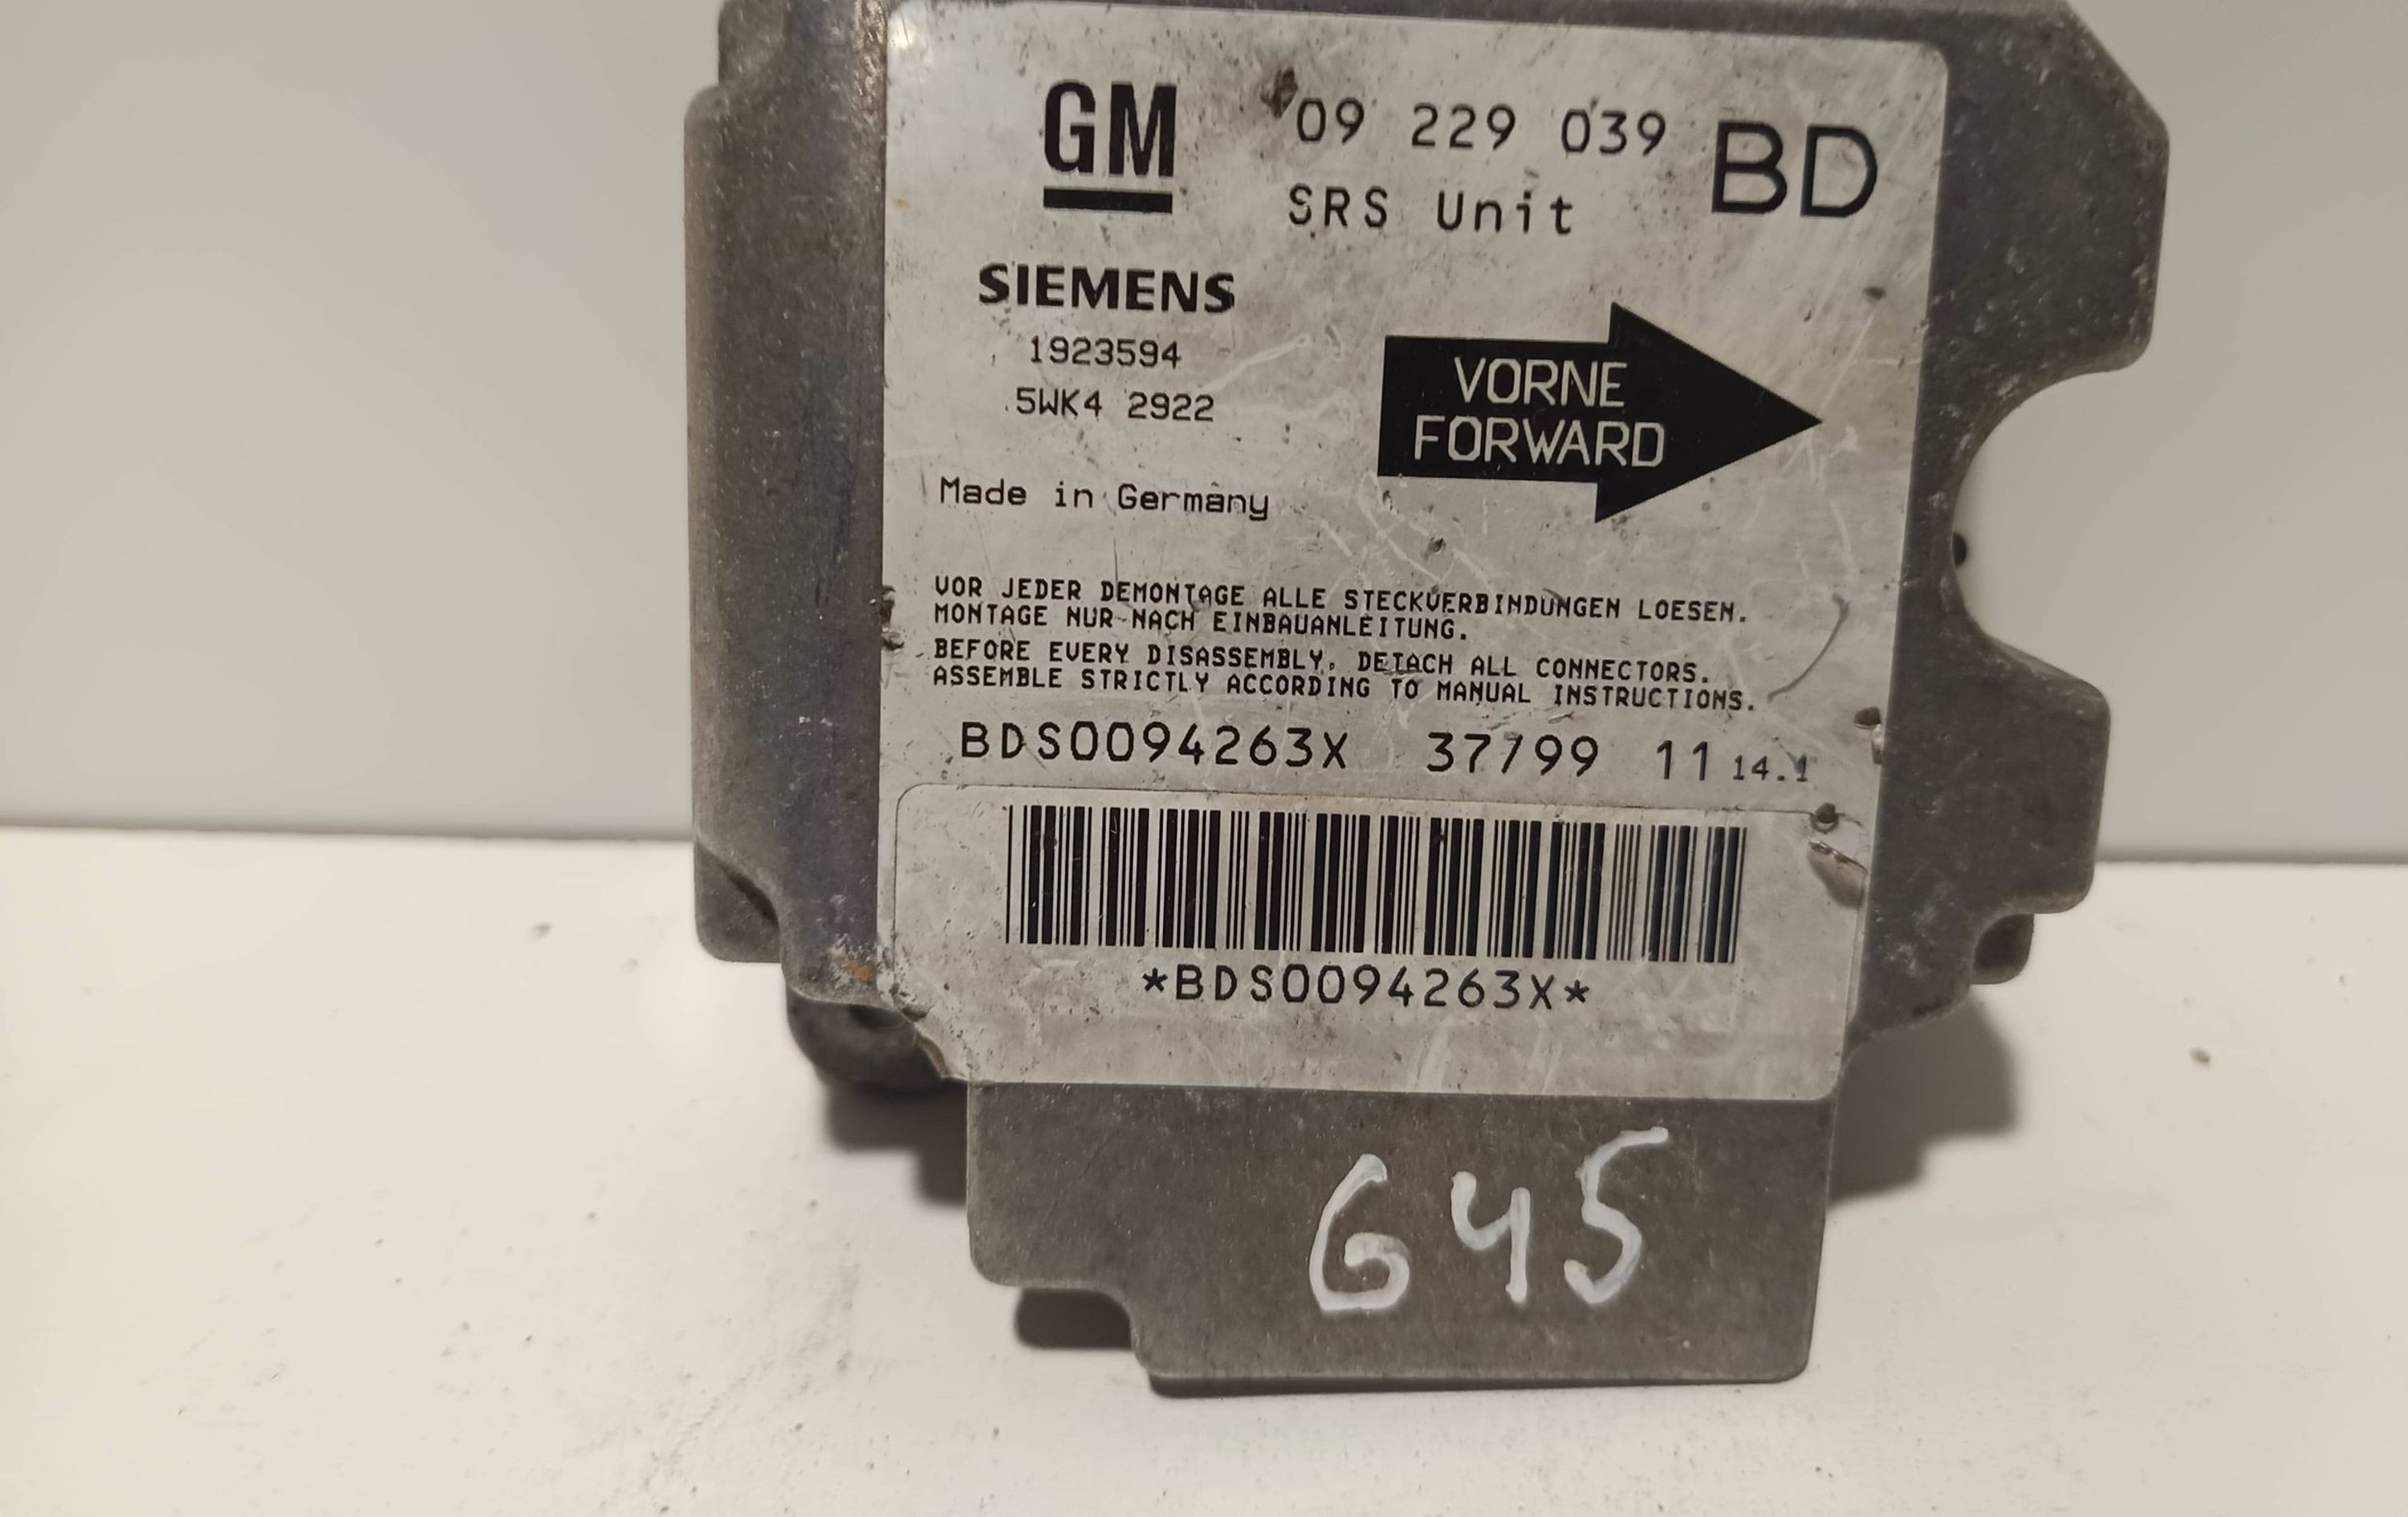 GM 09 229 039 BD
SRS Unit
SIEMENS
1923594
5WK4 2922
VORNE
FORWARD
Made in Germany
VOR JEDER DEMONTAGE ALLE STECKVERBINDUNGEN LOESEN.
MONTAGE NUR NACH EINBAUANLEITUNG.
BEFORE EVERY DISASSEMBLY, DETACH ALL CONNECTORS.
ASSEMBLE STRICTLY ACCORDING TO MANUAL INSTRUCTIONS.
BDS0094263X 37799 11 14.1
*BDS0094263X*
G45